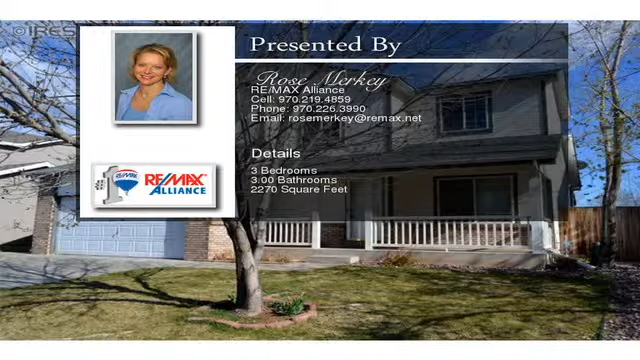 ©IRES
Presented By
Rose Merkey
RE/MAX Alliance
Cell: 970.219.4859
Phone: 970.226.3990
Email: rosemerkey@remax.net
Details
3 Bedrooms
3.00 Bathrooms
2270 Square Feet
RE/MAX
ALLIANCE